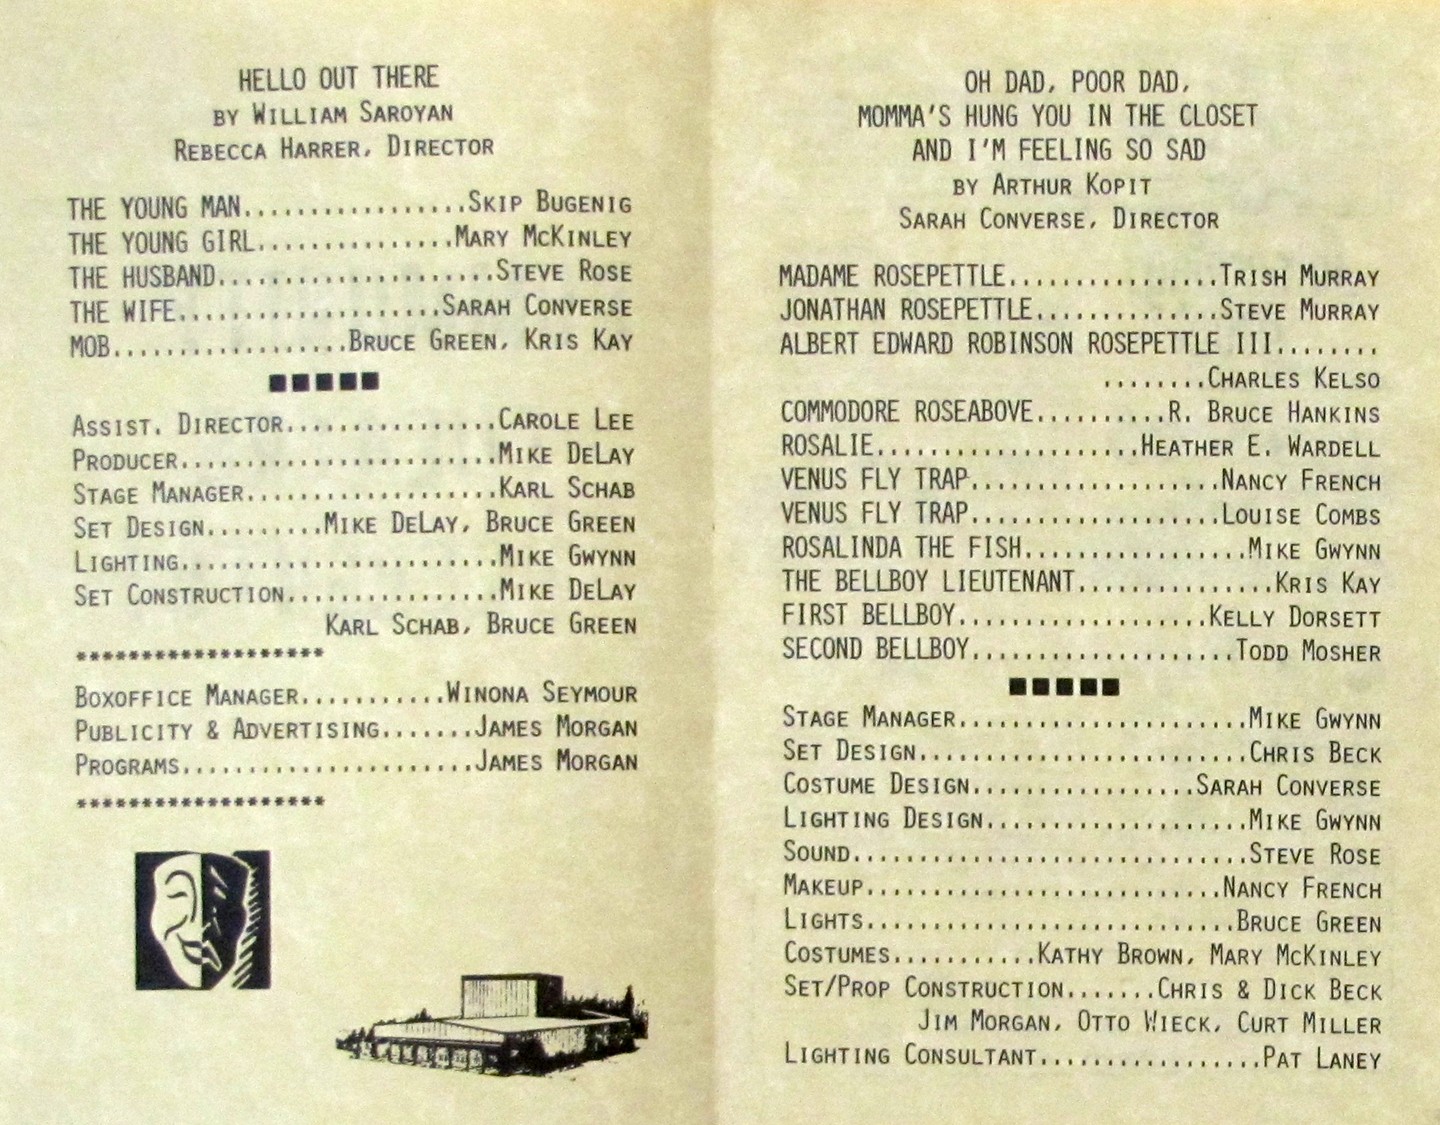 HELLO OUT THERE
BY WILLIAM SAROYAN
REBECCA HARRER, DIRECTOR
THE YOUNG MAN.................SKIP BUGENIG
THE YOUNG GIRL...............MARY MCKINLEY
THE HUSBAND.....................STEVE ROSE
THE WIFE....................SARAH CONVERSE
MOB..................BRUCE GREEN, KRIS KAY
■■■■■
ASSIST. DIRECTOR................CAROLE LEE
PRODUCER........................MIKE DELAY
STAGE MANAGER...................KARL SCHAB
SET DESIGN.........MIKE DELAY, BRUCE GREEN
LIGHTING........................MIKE GWYNN
SET CONSTRUCTION................MIKE DELAY
KARL SCHAB, BRUCE GREEN
*******************
BOXOFFICE MANAGER...........WINONA SEYMOUR
PUBLICITY & ADVERTISING.......JAMES MORGAN
PROGRAMS......................JAMES MORGAN
*******************
OH DAD, POOR DAD,
MOMMA'S HUNG YOU IN THE CLOSET
AND I'M FEELING SO SAD
BY ARTHUR KOPIT
SARAH CONVERSE, DIRECTOR
MADAME ROSEPETTLE................TRISH MURRAY
JONATHAN ROSEPETTLE..............STEVE MURRAY
ALBERT EDWARD ROBINSON ROSEPETTLE III........
........CHARLES KELSO
COMMODORE ROSEABOVE..........R. BRUCE HANKINS
ROSALIE....................HEATHER E. WARDELL
VENUS FLY TRAP...................NANCY FRENCH
VENUS FLY TRAP...................LOUISE COMBS
ROSALINDA THE FISH.................MIKE GWYNN
THE BELLBOY LIEUTENANT...............KRIS KAY
FIRST BELLBOY...................KELLY DORSETT
SECOND BELLBOY....................TODD MOSHER
■■■■■
STAGE MANAGER......................MIKE GWYNN
SET DESIGN.........................CHRIS BECK
COSTUME DESIGN.................SARAH CONVERSE
LIGHTING DESIGN....................MIKE GWYNN
SOUND..............................STEVE ROSE
MAKEUP...........................NANCY FRENCH
LIGHTS............................BRUCE GREEN
COSTUMES...........KATHY BROWN, MARY MCKINLEY
SET/PROP CONSTRUCTION.......CHRIS & DICK BECK
JIM MORGAN, OTTO WIECK, CURT MILLER
LIGHTING CONSULTANT.................PAT LANEY